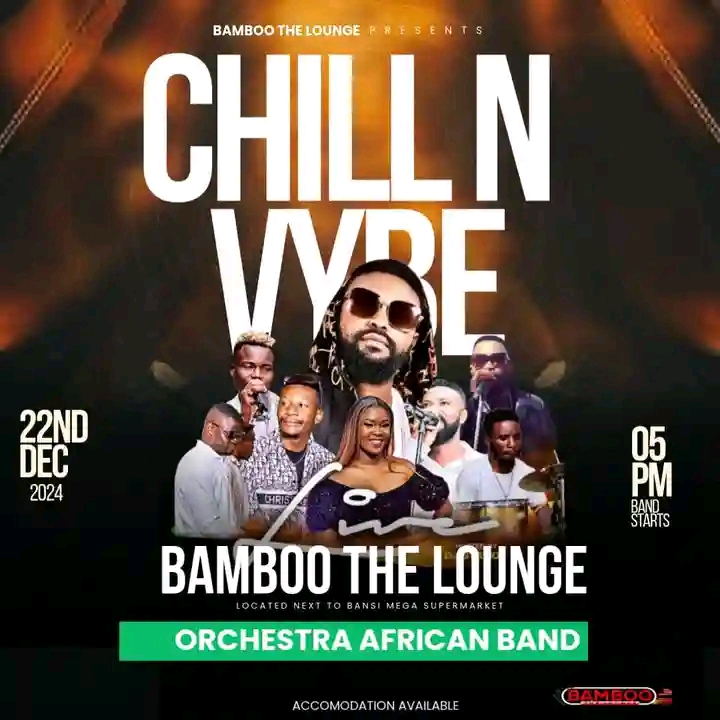 BAMBOO THE LOUNGE PRESENTS
CHILL N
VYBE
22ND
DEC
2024
05
PM
BAND
STARTS
CHRIS
Live
BAMBOO THE LOUNGE
LOCATED NEXT TO BANSI MEGA SUPERMARKET
ORCHESTRA AFRICAN BAND
BAMBOO
ACCOMODATION AVAILABLE